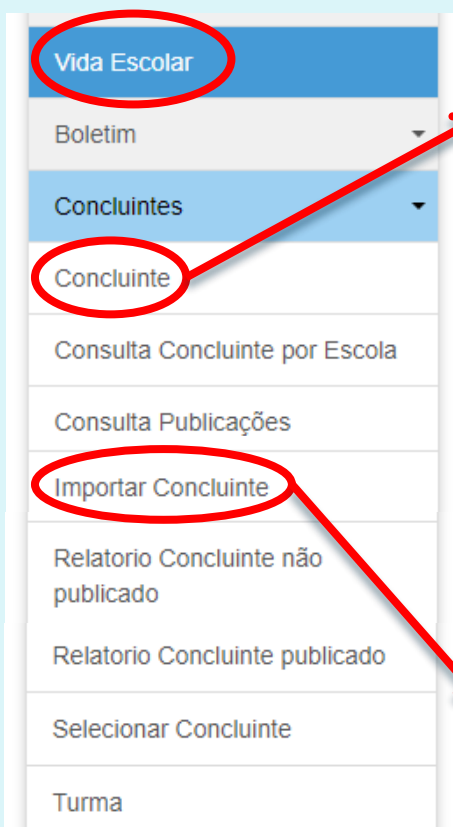 Vida Escolar
Boletim
Concluintes
Concluinte
Consulta Concluinte por Escola
Consulta Publicações
Importar Concluinte
Relatorio Concluinte não
publicado
Relatorio Concluinte publicado
Selecionar Concluinte
Turma